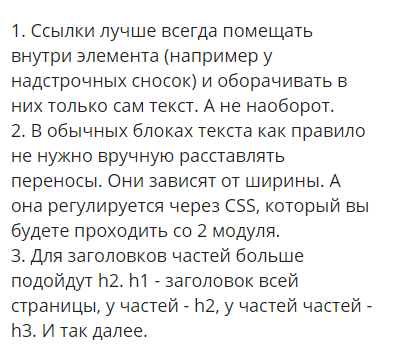 1. Ссылки лучше всегда помещать
внутри элемента (например у
надстрочных сносок) и оборачивать в
них только сам текст. А не наоборот.
2. В обычных блоках текста как правило
не нужно вручную расставлять
переносы. Они зависят от ширины. А
она регулируется через CSS, который вы
будете проходить со 2 модуля.
3. Для заголовков частей больше
подойдут h2. h1 - заголовок всей
страницы, у частей - h2, у частей частей -
h3. И так далее.